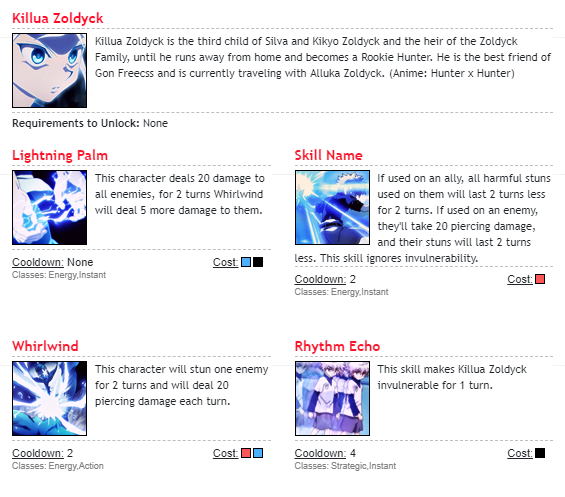 Killua Zoldyck
Killua Zoldyck is the third child of Silva and Kikyo Zoldyck and the heir of the Zoldyck
Family, until he runs away from home and becomes a Rookie Hunter. He is the best friend of
Gon Freecss and is currently traveling with Alluka Zoldyck. (Anime: Hunter x Hunter)
Requirements to Unlock: None
Lightning Palm
This character deals 20 damage to
all enemies, for 2 turns Whirlwind
will deal 5 more damage to them.
Cooldown: None Cost:
Classes: Energy,Instant
Skill Name
If used on an ally, all harmful stuns
used on them will last 2 turns less
for 2 turns. If used on an enemy,
they'll take 20 piercing damage,
and their stuns will last 2 turns
less. This skill ignores invulnerability.
Cooldown: 2 Cost:
Classes: Energy,Instant
Whirlwind
This character will stun one enemy
for 2 turns and will deal 20
piercing damage each turn.
Cooldown: 2 Cost:
Classes: Energy,Action
Rhythm Echo
This skill makes Killua Zoldyck
invulnerable for 1 turn.
Cooldown: 4 Cost:
Classes: Strategic,Instant